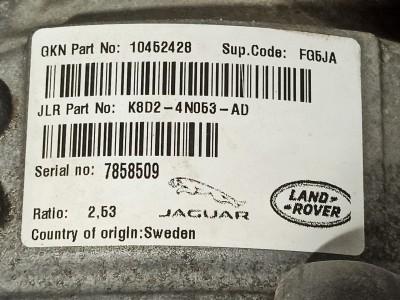 GKN Part No: 10452428 Sup.Code: FG5JA
JLR Part No: K8D2-4N053-AD
Serial no: 7858509
Ratio: 2,53 JAGUAR LAND ROVER
Country of origin:Sweden